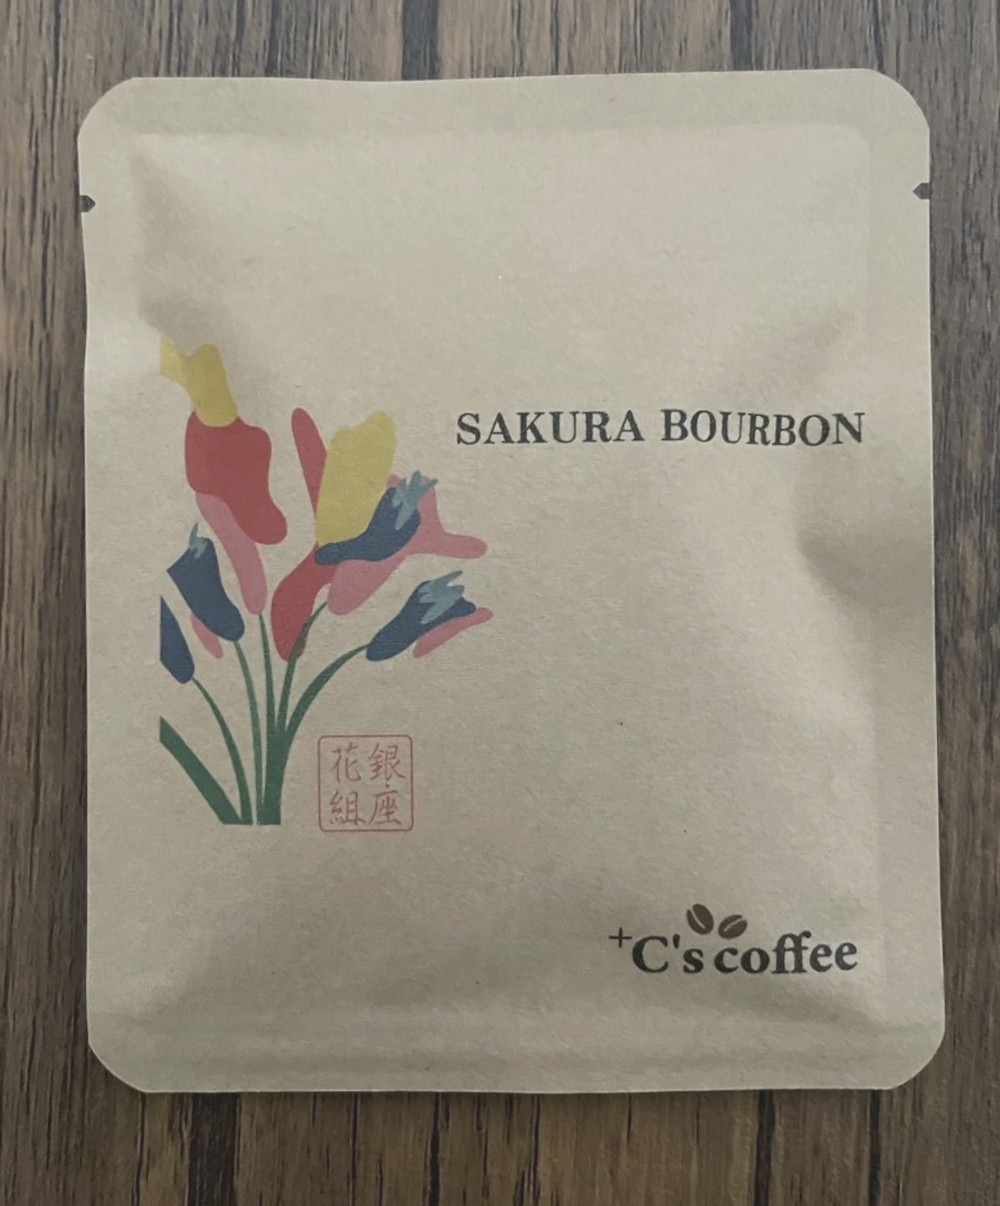 SAKURA BOURBON
銀座
花組
+C's coffee